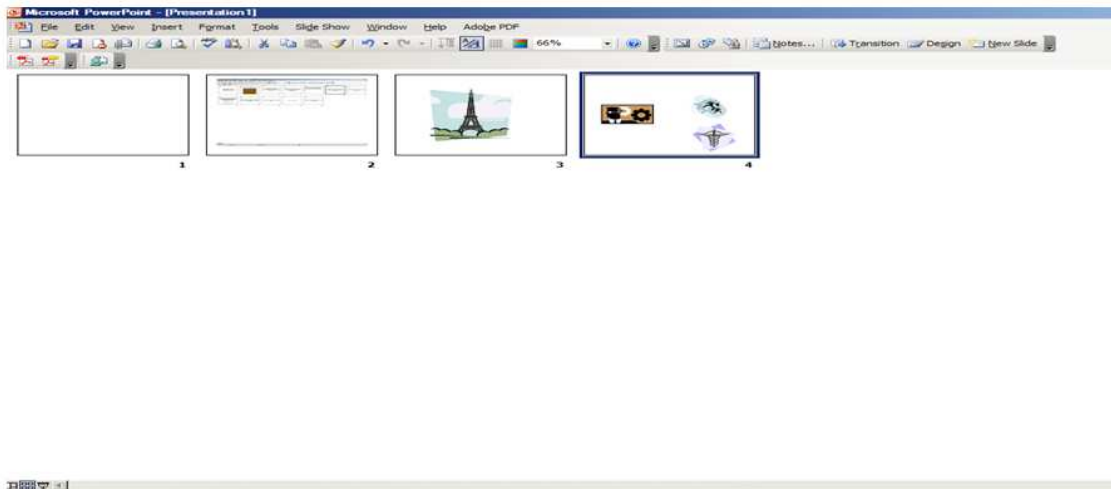 Microsoft PowerPoint - [Presentation1]
File Edit View Insert Format Tools Slide Show Window Help Adobe PDF
66% Notes... Transition Design New Slide
1 2 3 4